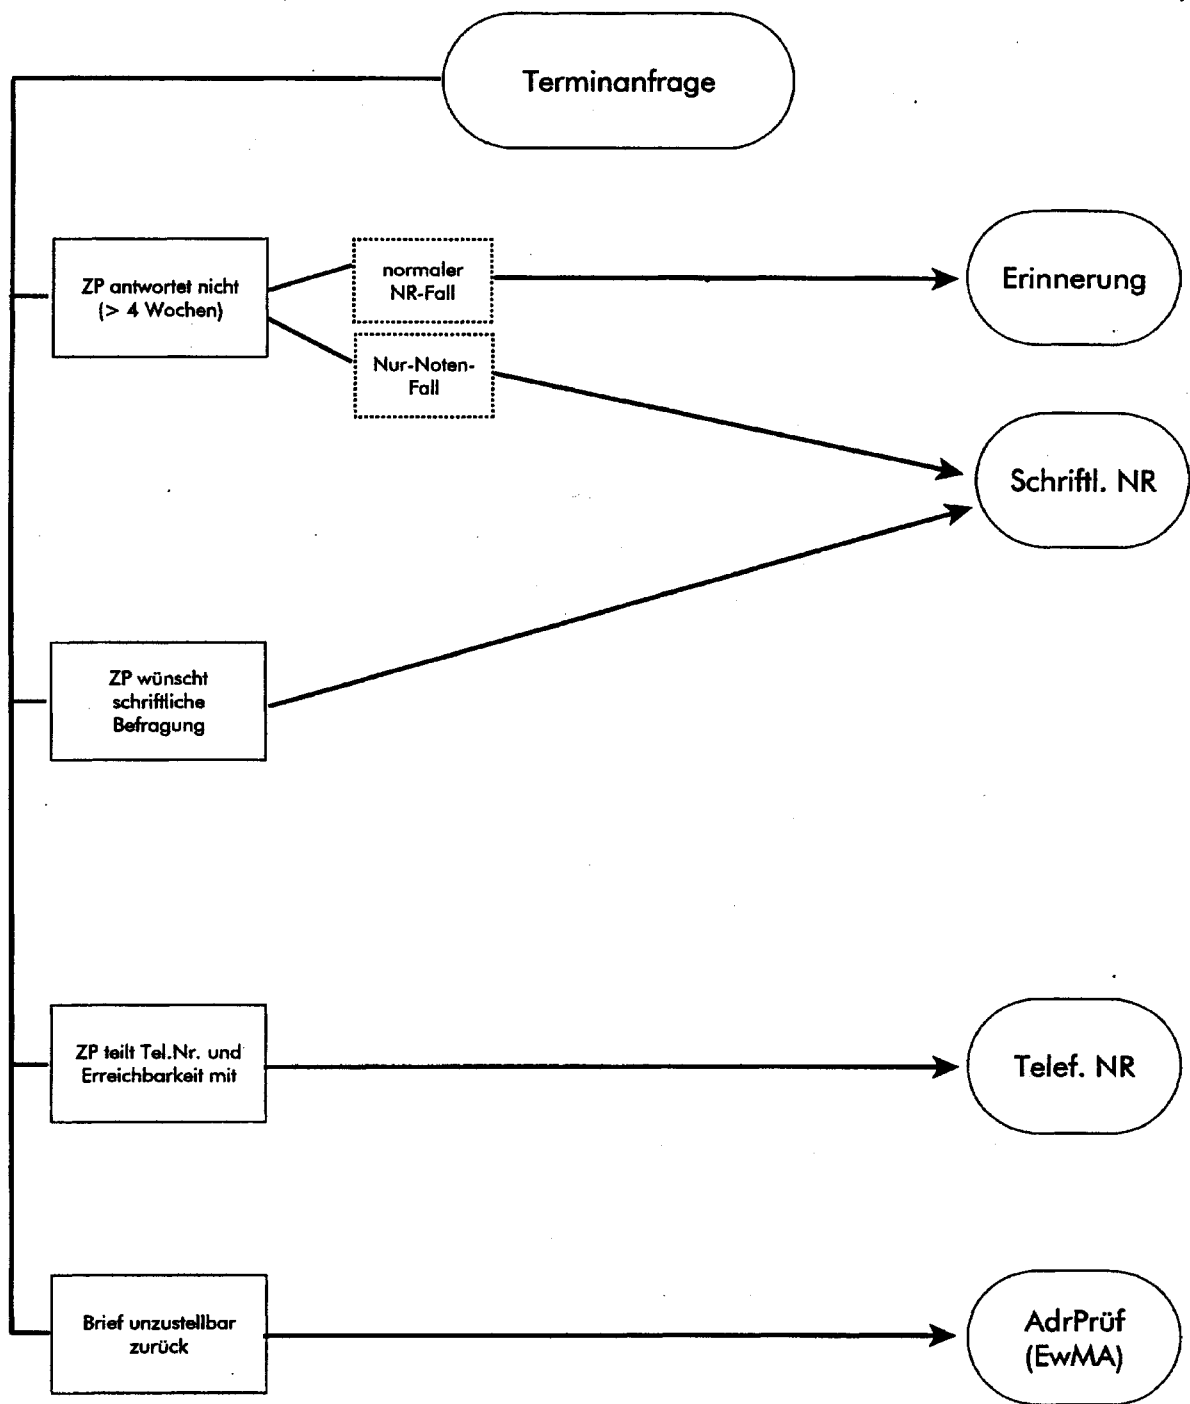 Terminanfrage
ZP antwortet nicht
(> 4 Wochen)
normaler
NR-Fall
Erinnerung
Nur-Noten-
Fall
Schriftl. NR
ZP wünscht
schriftliche
Befragung
ZP teilt Tel.Nr. und
Erreichbarkeit mit
Telef. NR
Brief unzustellbar
zurück
AdrPrüf
(EwMA)